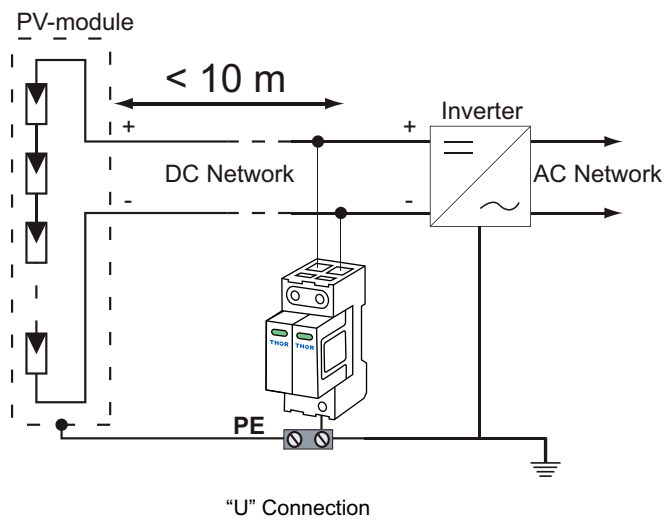 PV-module
< 10 m
Inverter
+
+
DC Network
AC Network
-
-
THOR THOR
PE
“U” Connection